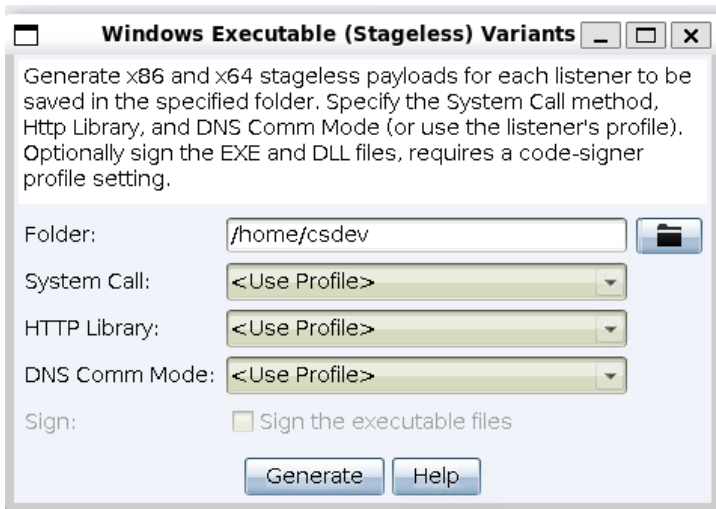 Windows Executable (Stageless) Variants
Generate x86 and x64 stageless payloads for each listener to be
saved in the specified folder. Specify the System Call method,
Http Library, and DNS Comm Mode (or use the listener's profile).
Optionally sign the EXE and DLL files, requires a code-signer
profile setting.
Folder: /home/csdev
System Call: <Use Profile>
HTTP Library: <Use Profile>
DNS Comm Mode: <Use Profile>
Sign: Sign the executable files
Generate Help